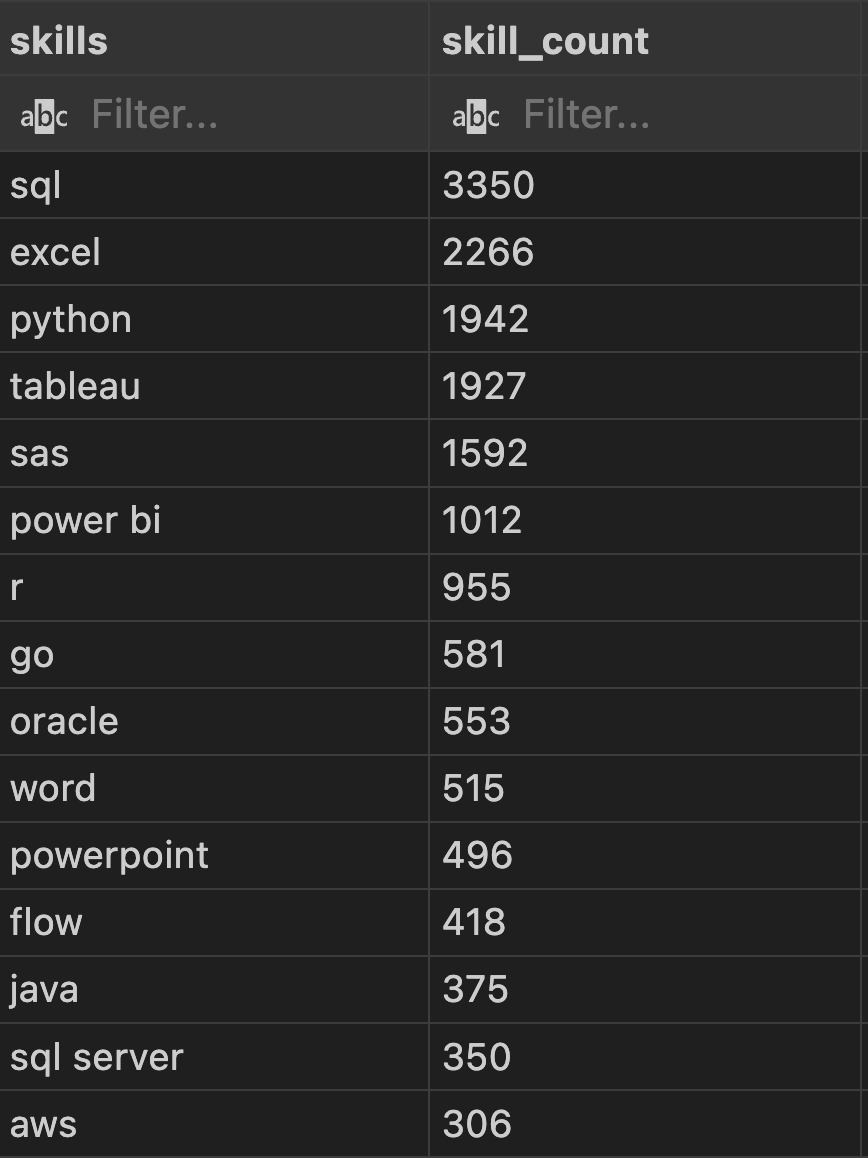 skills skill_count
abc Filter... abc Filter...
sql 3350
excel 2266
python 1942
tableau 1927
sas 1592
power bi 1012
r 955
go 581
oracle 553
word 515
powerpoint 496
flow 418
java 375
sql server 350
aws 306